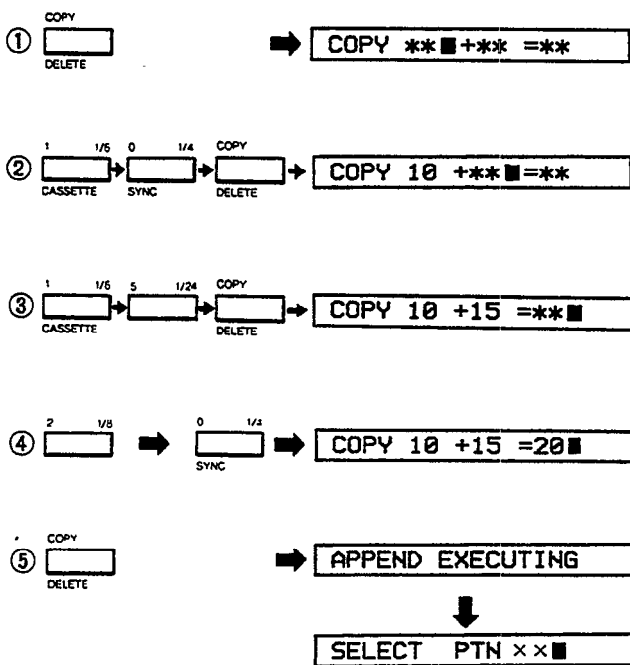 COPY
① DELETE COPY **■+** =**
1 1/6 0 1/4 COPY
② CASSETTE SYNC DELETE COPY 10 +**■=**
1 1/6 5 1/24 COPY
③ CASSETTE DELETE COPY 10 +15 =**■
2 1/8 0 1/4
④ SYNC COPY 10 +15 =20■
COPY
⑤ DELETE APPEND EXECUTING
SELECT PTN ××■